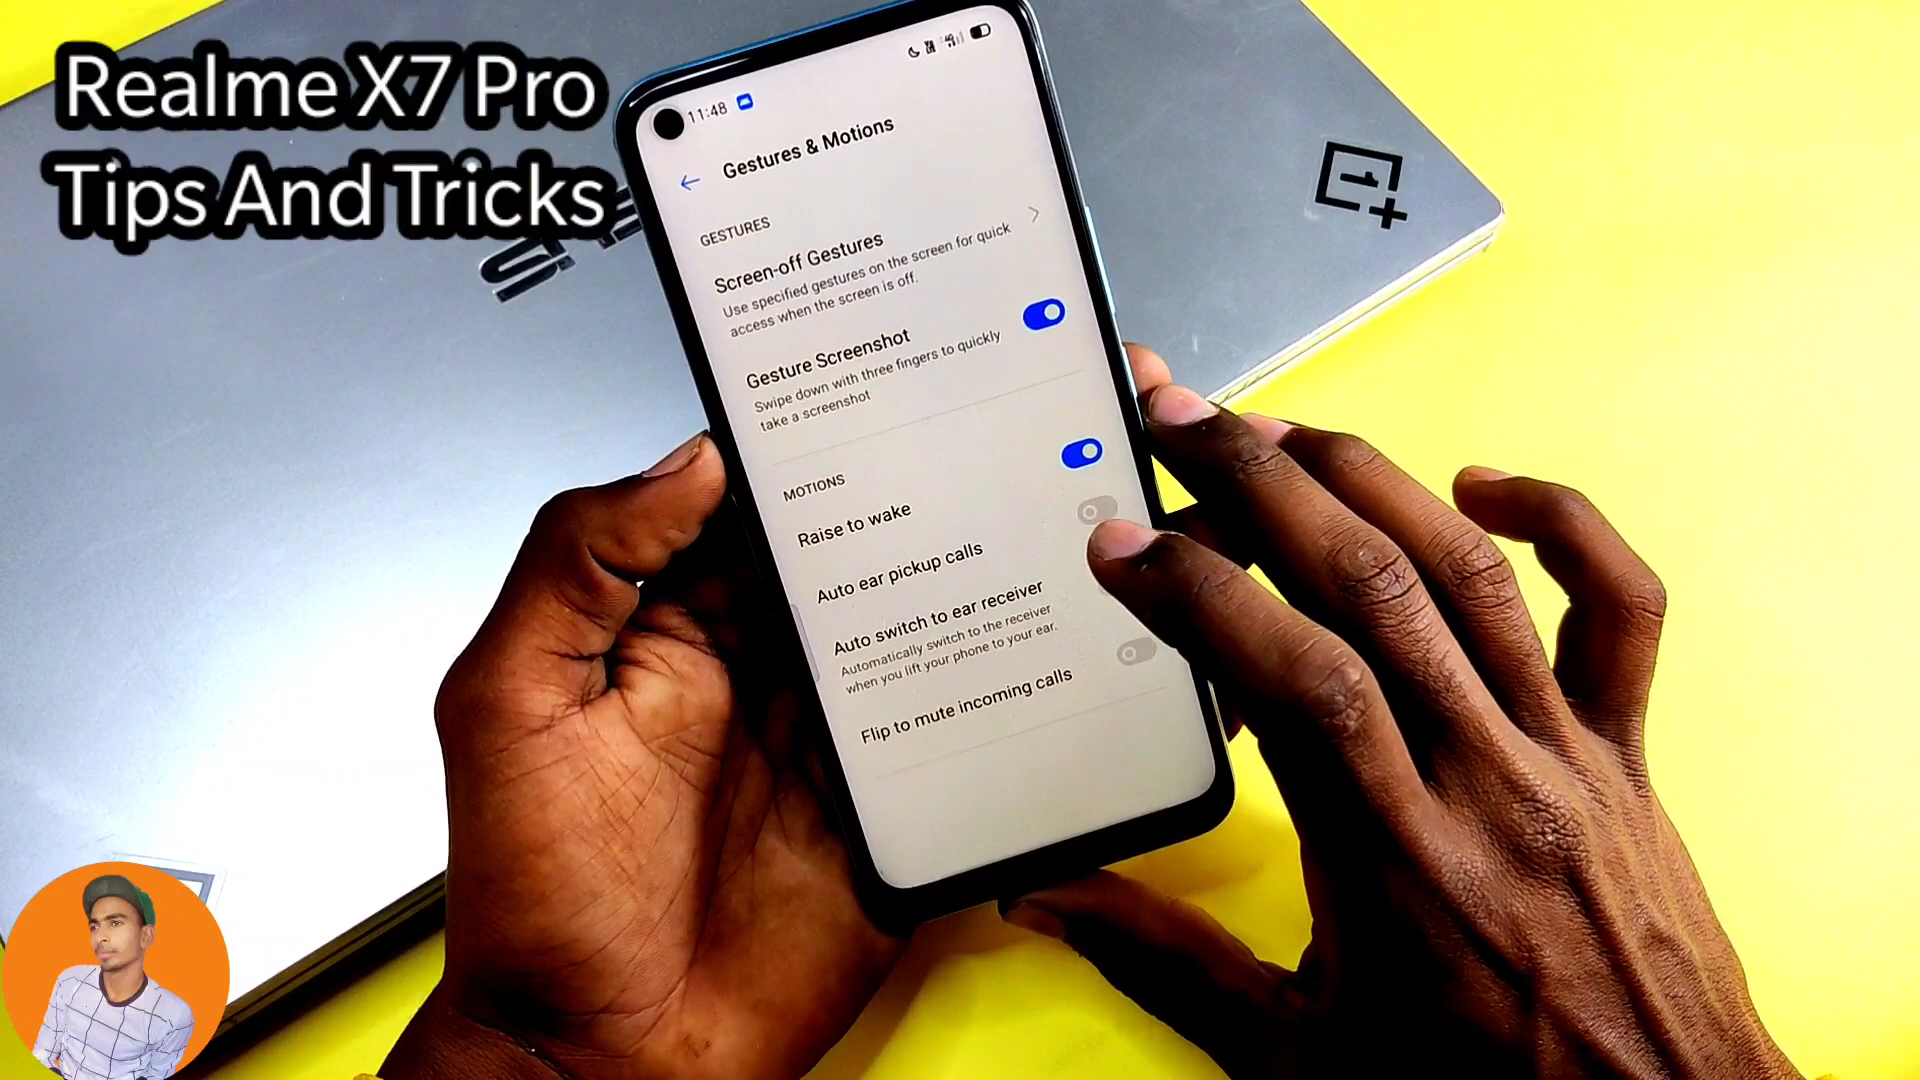 Realme X7 Pro
Tips And Tricks
11:48
Gestures & Motions
GESTURES
Screen-off Gestures
Use specified gestures on the screen for quick
access when the screen is off.
Gesture Screenshot
Swipe down with three fingers to quickly
take a screenshot
MOTIONS
Raise to wake
Auto ear pickup calls
Auto switch to ear receiver
Automatically switch to the receiver
when you lift your phone to your ear.
Flip to mute incoming calls